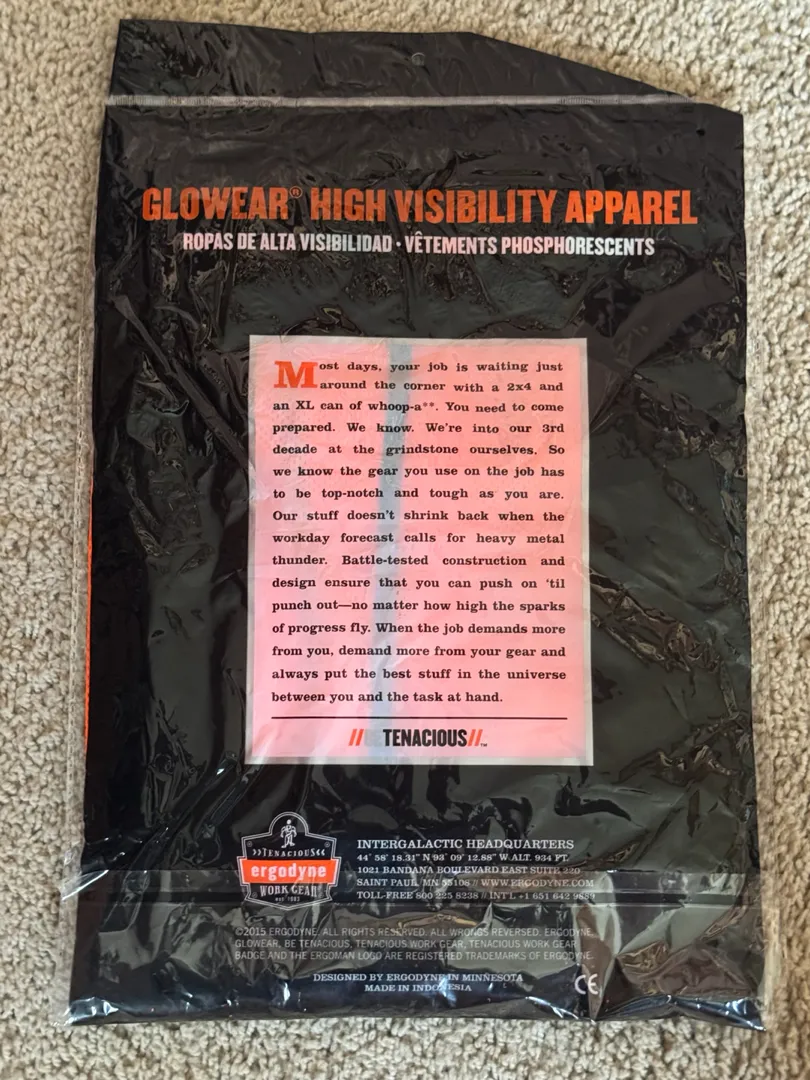 GLOWEAR® HIGH VISIBILITY APPAREL
ROPAS DE ALTA VISIBILIDAD · VÊTEMENTS PHOSPHORESCENTS
Most days, your job is waiting just
around the corner with a 2x4 and
an XL can of whoop-a**. You need to come
prepared. We know. We're into our 3rd
decade at the grindstone ourselves. So
we know the gear you use on the job has
to be top-notch and tough as you are.
Our stuff doesn't shrink back when the
workday forecast calls for heavy metal
thunder. Battle-tested construction and
design ensure that you can push on 'til
punch out—no matter how high the sparks
of progress fly. When the job demands more
from you, demand more from your gear and
always put the best stuff in the universe
between you and the task at hand.
//BE TENACIOUS//™
>>TENACIOUS<<
ergodyne
WORK GEAR
EST 1983
INTERGALACTIC HEADQUARTERS
44° 58' 18.31" N 93° 09' 12.88" W ALT. 934 FT.
1021 BANDANA BOULEVARD EAST SUITE 220
SAINT PAUL, MN 55108 // WWW.ERGODYNE.COM
TOLL-FREE 800 225 8238 // INT'L +1 651 642 9889
©2015 ERGODYNE. ALL RIGHTS RESERVED. ALL WRONGS REVERSED. ERGODYNE,
GLOWEAR, BE TENACIOUS, TENACIOUS WORK GEAR, TENACIOUS WORK GEAR
BADGE AND THE ERGOMAN LOGO ARE REGISTERED TRADEMARKS OF ERGODYNE.
DESIGNED BY ERGODYNE IN MINNESOTA
MADE IN INDONESIA
CE